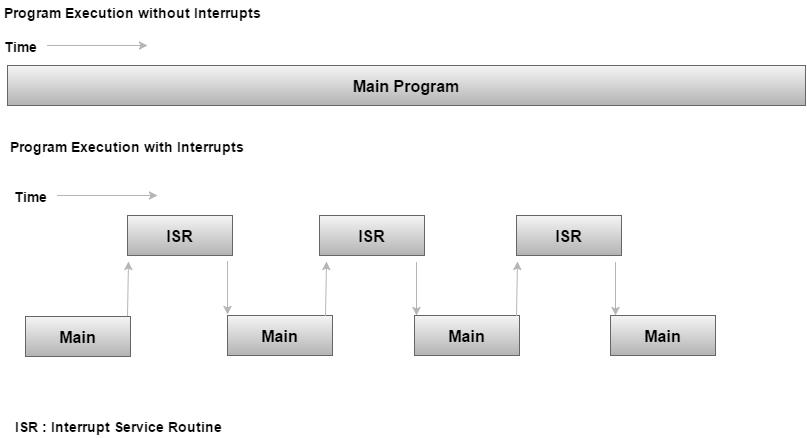 Program Execution without Interrupts
Time
Main Program
Program Execution with Interrupts
Time
ISR
ISR
ISR
Main
Main
Main
Main
ISR : Interrupt Service Routine